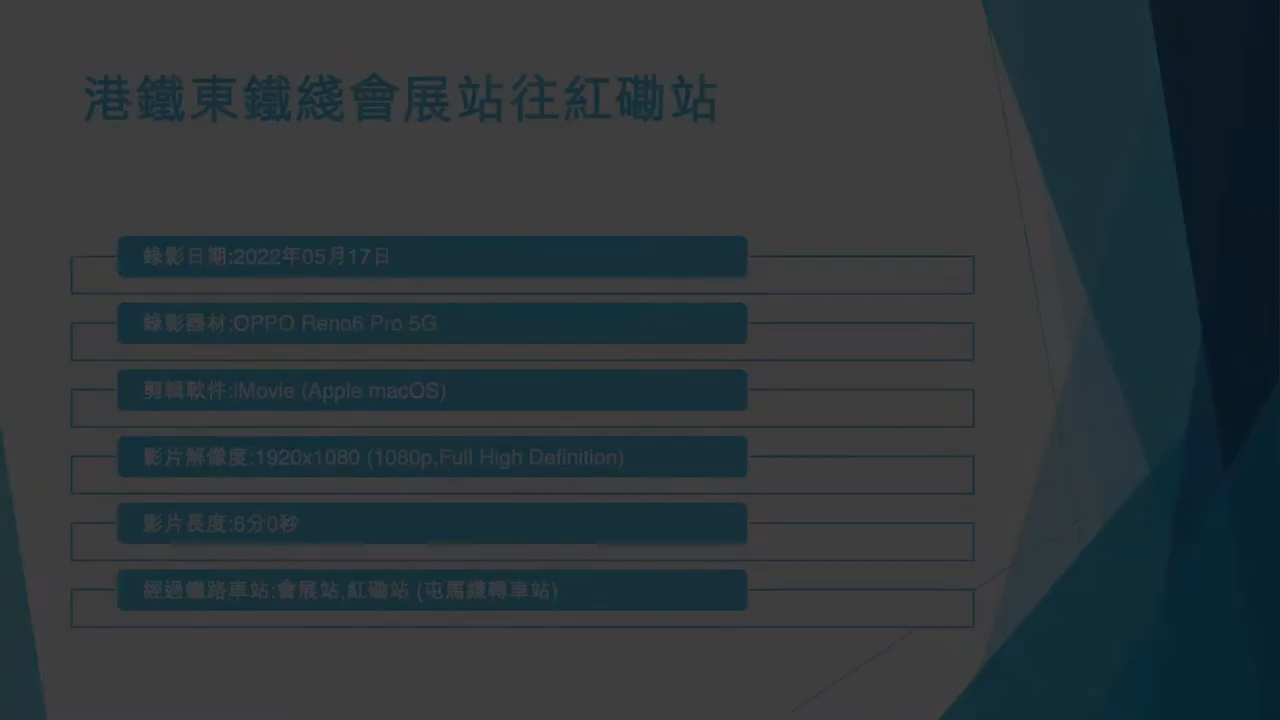 港鐵東鐵綫會展站往紅磡站
錄影日期:2022年05月17日
錄影器材:OPPO Reno6 Pro 5G
剪輯軟件:iMovie (Apple macOS)
影片解像度:1920x1080 (1080p,Full High Definition)
影片長度:6分0秒
經過鐵路車站:會展站,紅磡站 (屯馬綫轉車站)